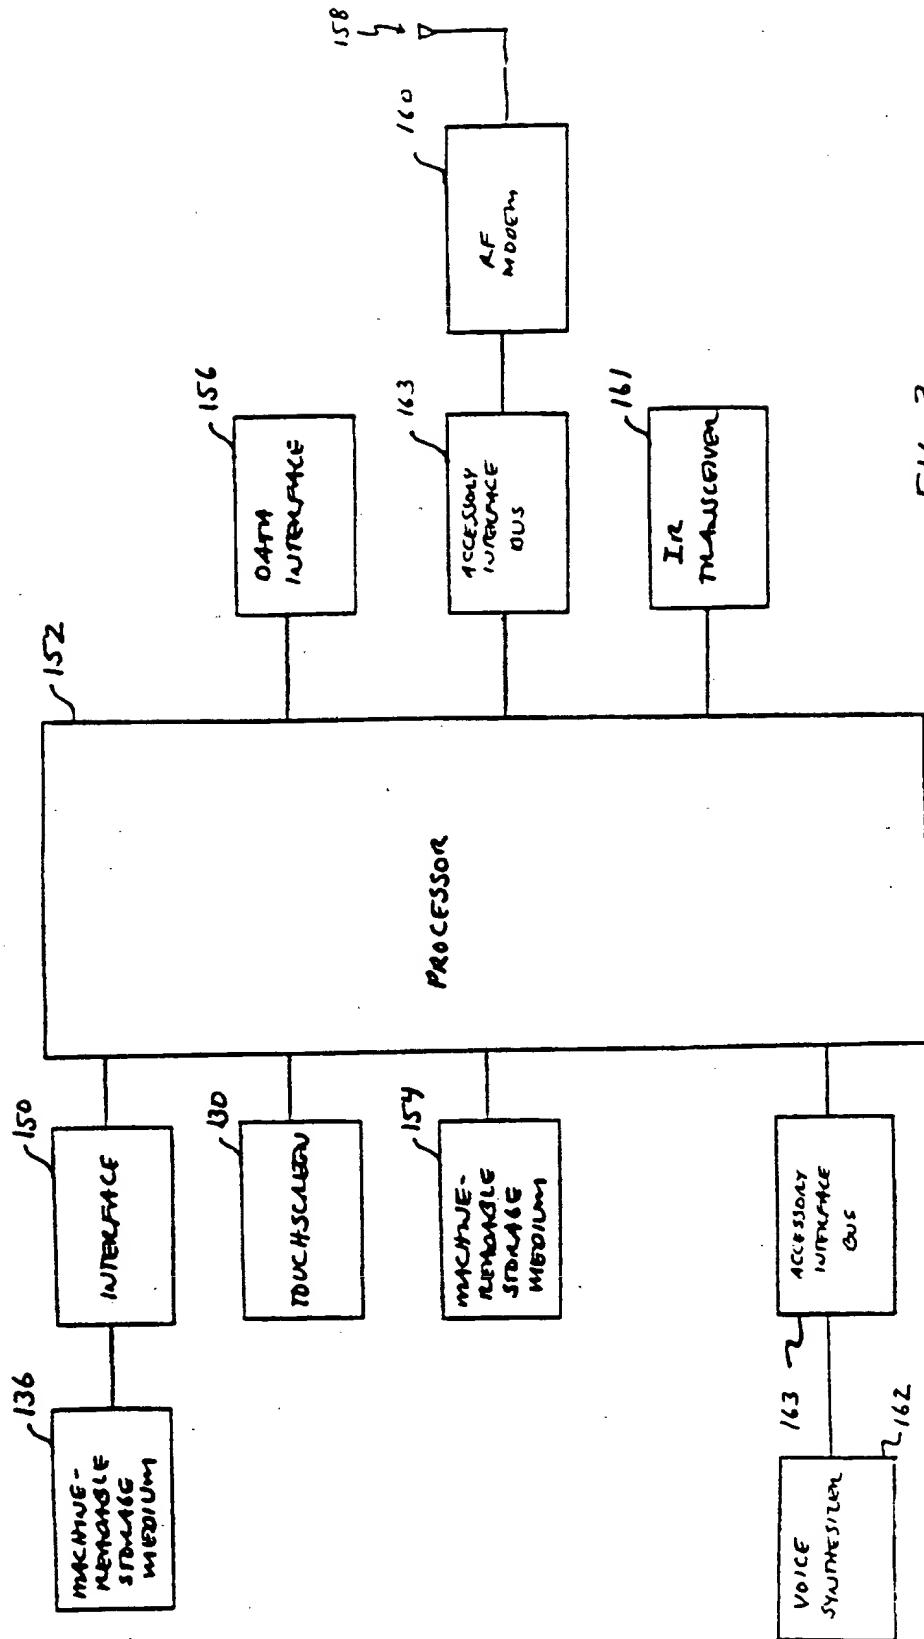 136
MACHINE-
READABLE
STORAGE
MEDIUM
150
INTERFACE
130
TOUCHSCREEN
154
MACHINE-
READABLE
STORAGE
MEDIUM
163
ACCESSORY
INTERFACE
BUS
162
VOICE
SYNTHESIZER
152
PROCESSOR
156
DATA
INTERFACE
163
ACCESSORY
INTERFACE
BUS
160
RF
MODEM
158
161
IR
TRANSCEIVER